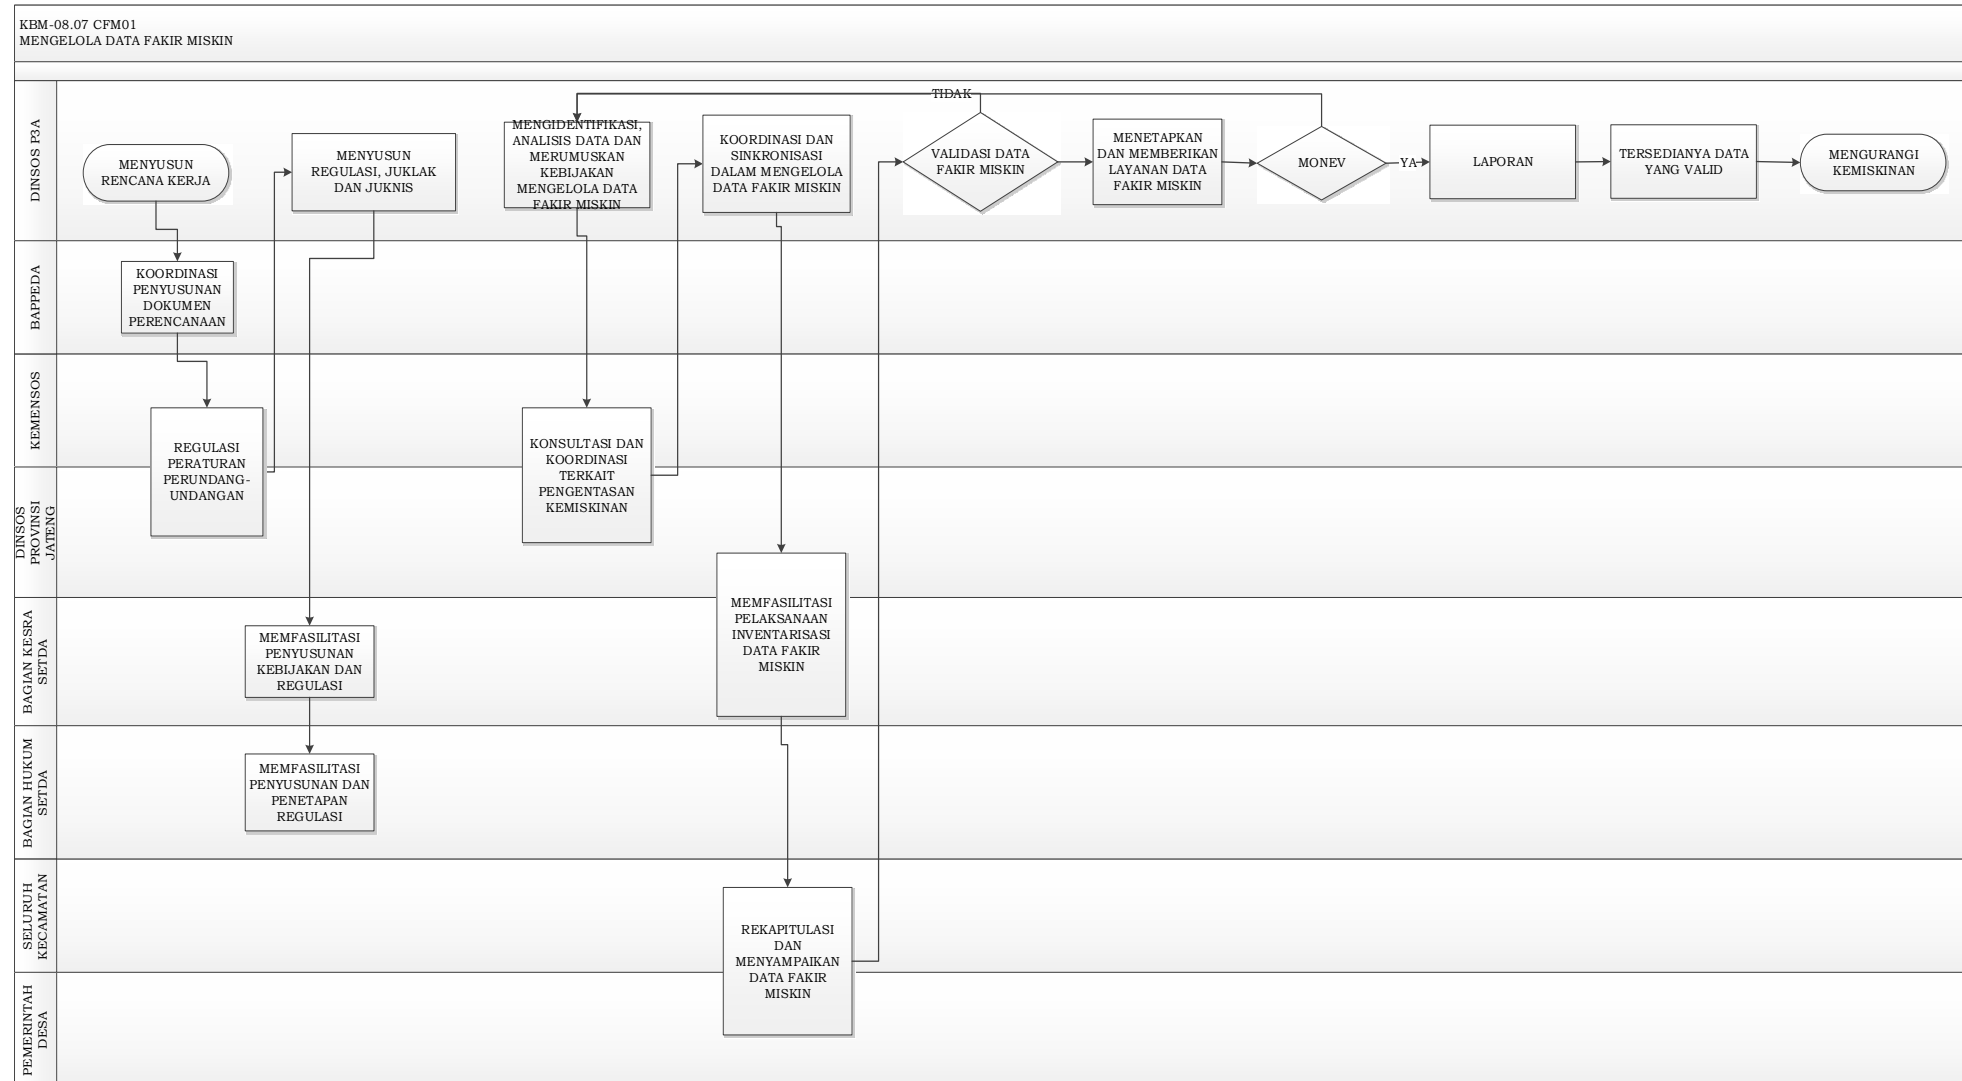 KBM-08.07 CFM01
MENGELOLA DATA FAKIR MISKIN
DINSOS P3A
MENYUSUN
RENCANA KERJA
MENYUSUN
REGULASI, JUKLAK
DAN JUKNIS
MENGIDENTIFIKASI,
ANALISIS DATA DAN
MERUMUSKAN
KEBIJAKAN
MENGELOLA DATA
FAKIR MISKIN
KOORDINASI DAN
SINKRONISASI
DALAM MENGELOLA
DATA FAKIR MISKIN
TIDAK
VALIDASI DATA
FAKIR MISKIN
MENETAPKAN
DAN MEMBERIKAN
LAYANAN DATA
FAKIR MISKIN
MONEV
YA
LAPORAN
TERSEDIANYA DATA
YANG VALID
MENGURANGI
KEMISKINAN
BAPPEDA
KOORDINASI
PENYUSUNAN
DOKUMEN
PERENCANAAN
KEMENSOS
REGULASI
PERATURAN
PERUNDANG-
UNDANGAN
KONSULTASI DAN
KOORDINASI
TERKAIT
PENGENTASAN
KEMISKINAN
DINSOS
PROVINSI
JATENG
MEMFASILITASI
PELAKSANAAN
INVENTARISASI
DATA FAKIR
MISKIN
BAGIAN KESRA
SETDA
MEMFASILITASI
PENYUSUNAN
KEBIJAKAN DAN
REGULASI
BAGIAN HUKUM
SETDA
MEMFASILITASI
PENYUSUNAN DAN
PENETAPAN
REGULASI
SELURUH
KECAMATAN
REKAPITULASI
DAN
MENYAMPAIKAN
DATA FAKIR
MISKIN
PEMERINTAH
DESA